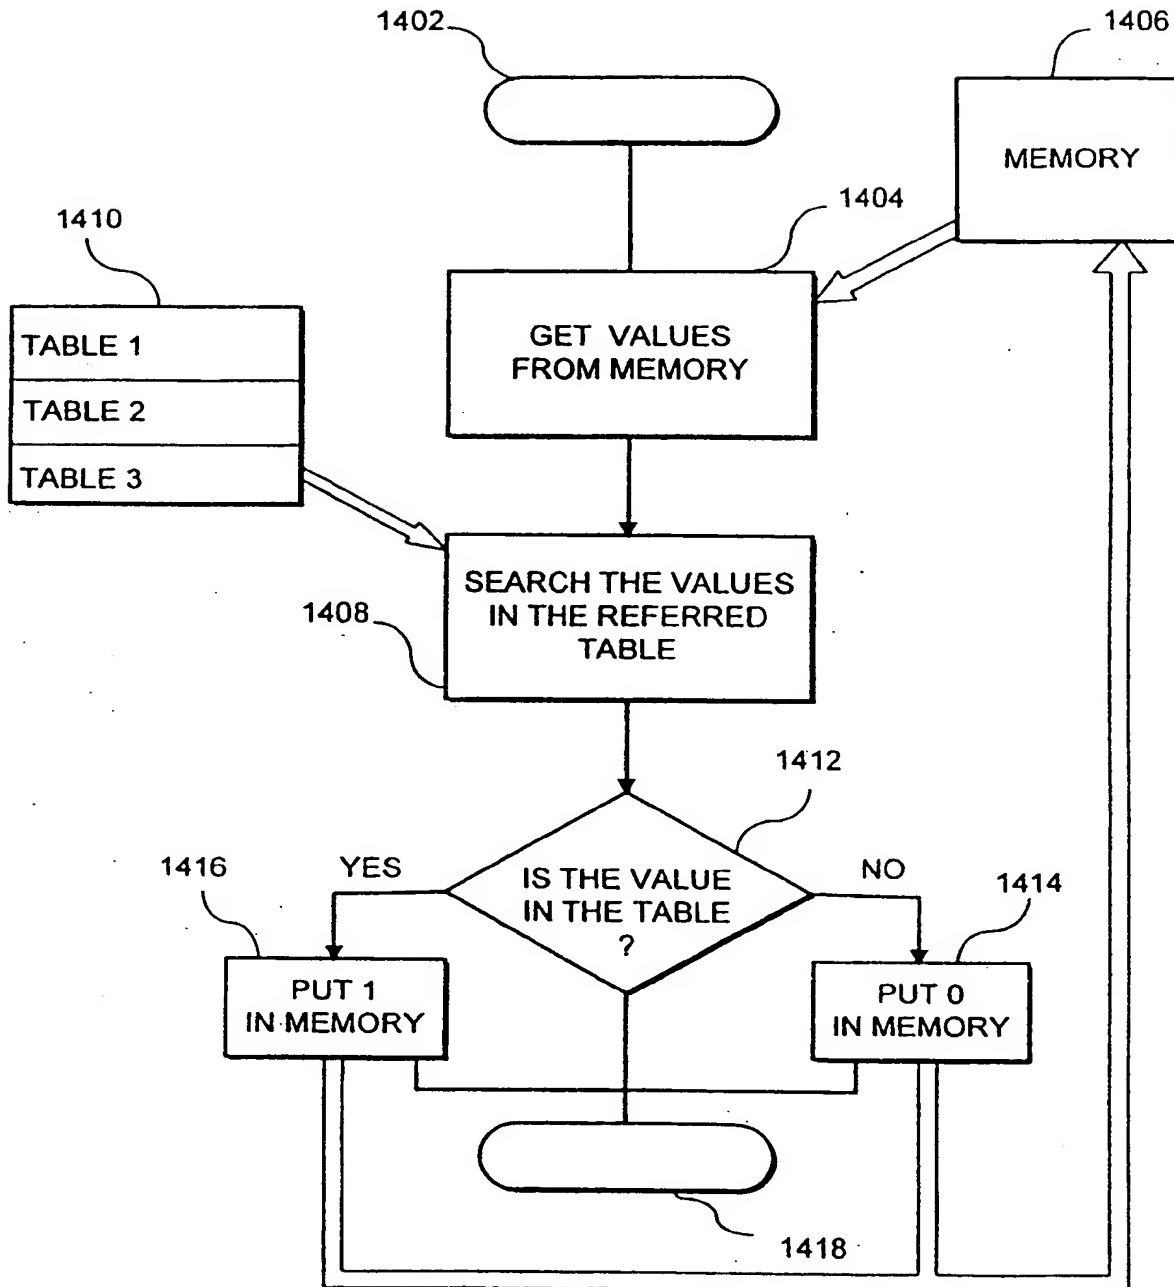 1402
1406
MEMORY
1404
1410
TABLE 1
TABLE 2
TABLE 3
GET VALUES
FROM MEMORY
SEARCH THE VALUES
IN THE REFERRED
TABLE
1408
1412
YES
NO
IS THE VALUE
IN THE TABLE
?
1416
1414
PUT 1
IN MEMORY
PUT 0
IN MEMORY
1418